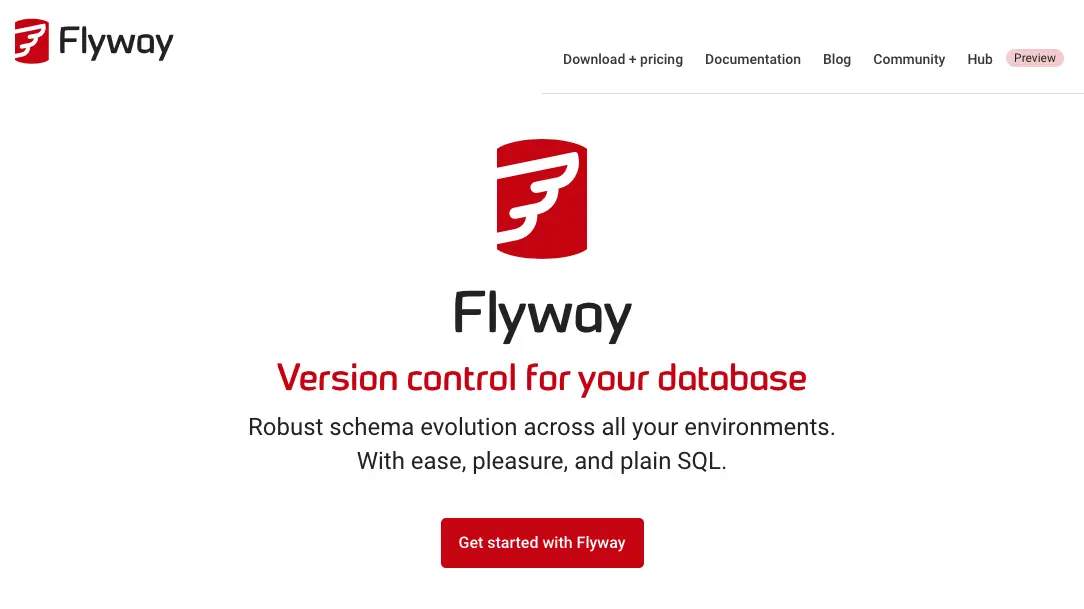 Flyway
Download + pricing Documentation Blog Community Hub Preview
Flyway
Version control for your database
Robust schema evolution across all your environments.
With ease, pleasure, and plain SQL.
Get started with Flyway